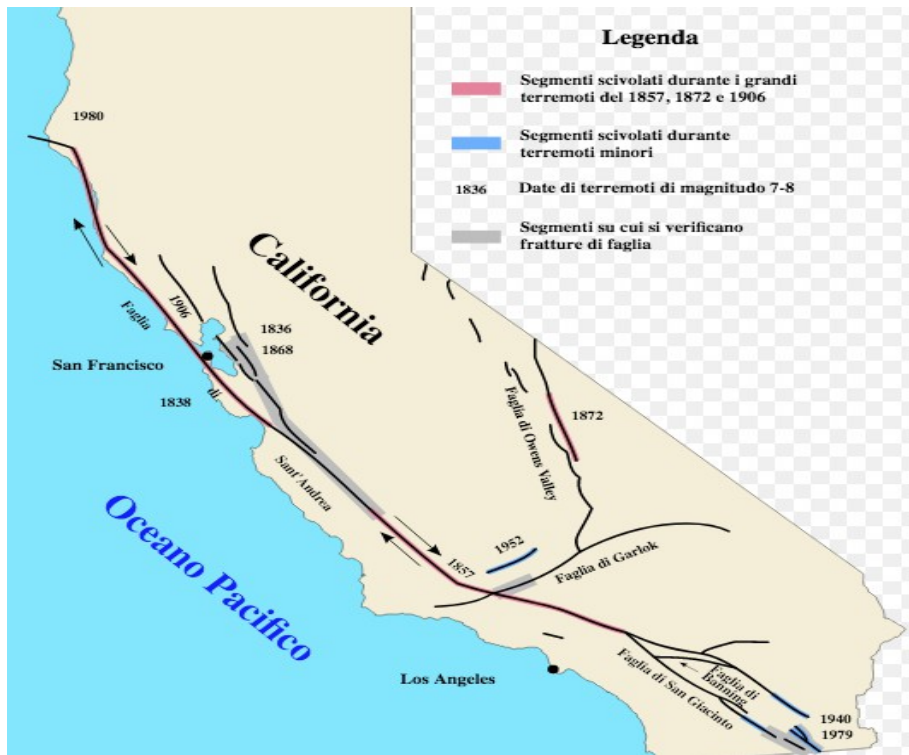 Legenda
Segmenti scivolati durante i grandi
terremoti del 1857, 1872 e 1906
Segmenti scivolati durante
terremoti minori
1836
Date di terremoti di magnitudo 7-8
Segmenti su cui si verificano
fratture di faglia
1980
California
1906
Faglia
di
Sant'Andrea
1836
1868
San Francisco
1838
1872
Faglia di Owens Valley
Oceano Pacifico
1952
1857
Faglia di Garlok
Los Angeles
Faglia di San Giacinto
Faglia di
Banning
1940
1979